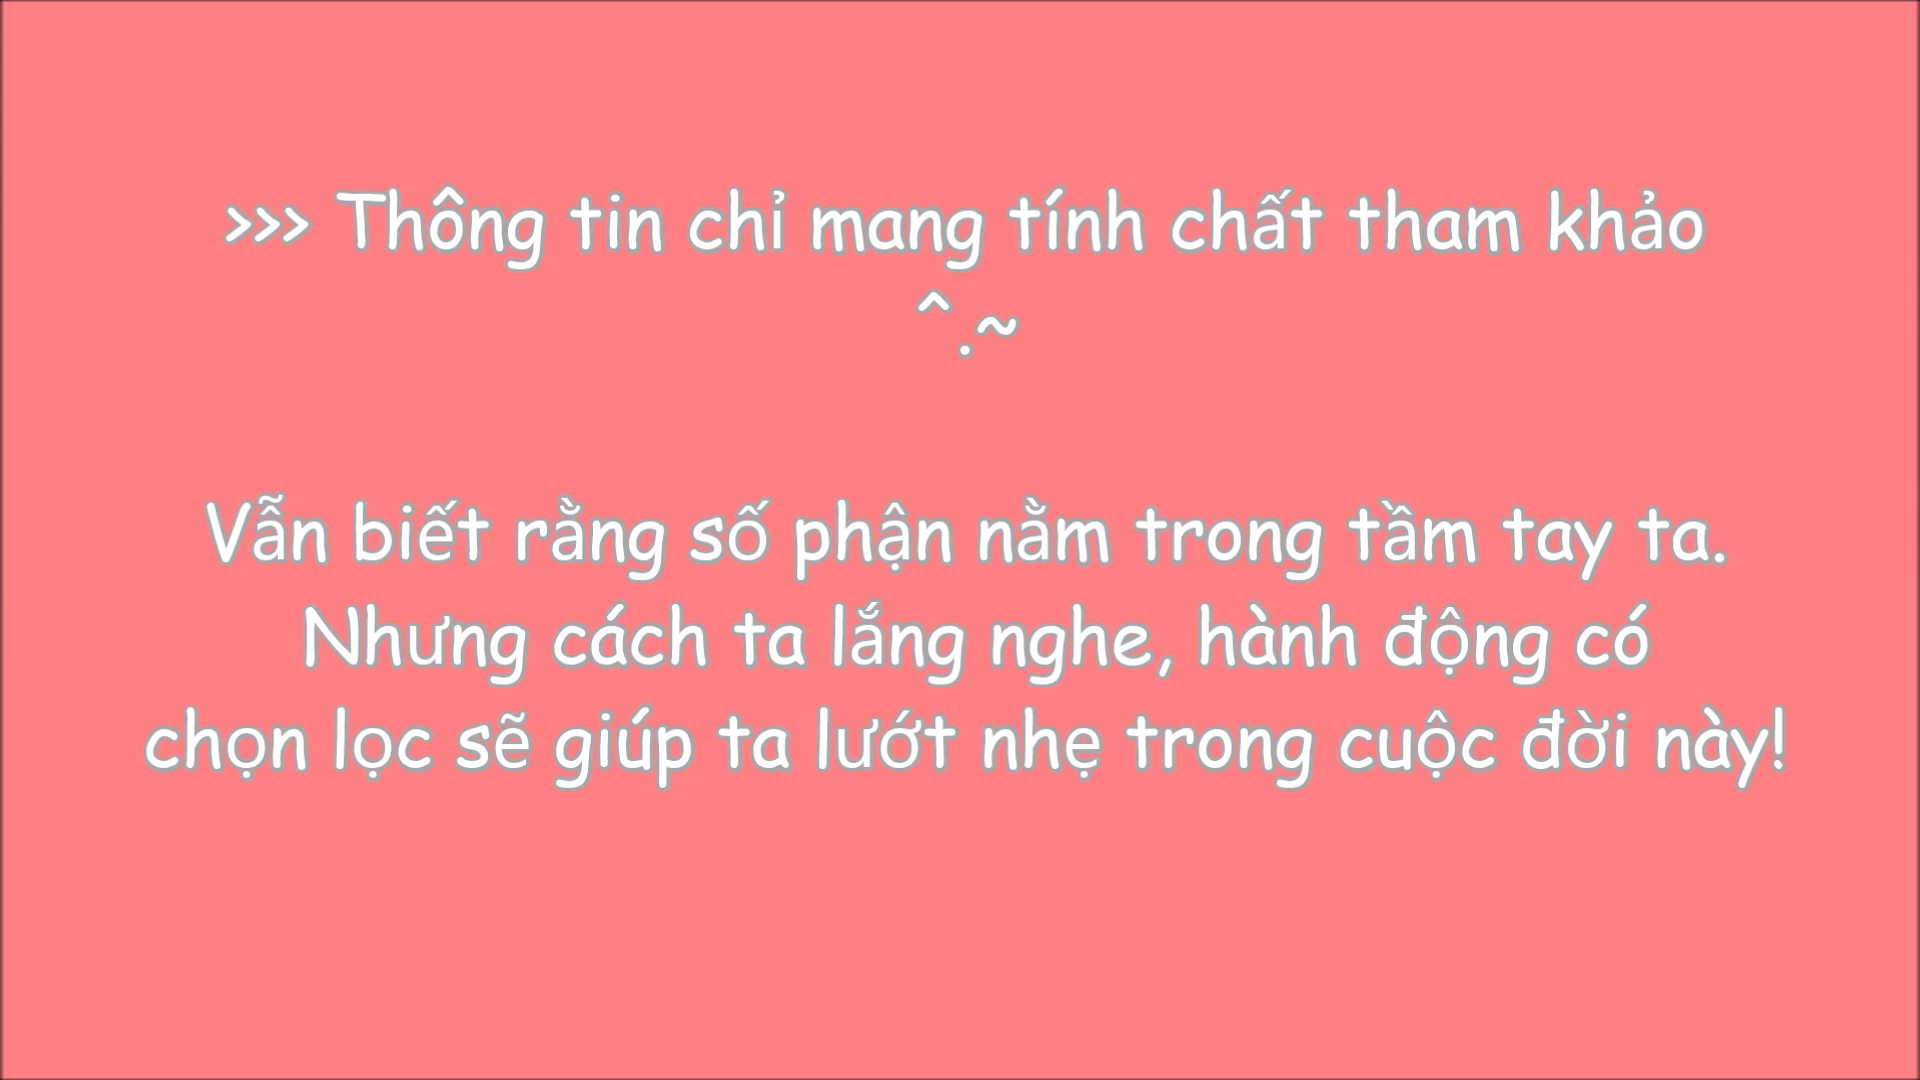 >>> Thông tin chỉ mang tính chất tham khảo
^.~
Vẫn biết rằng số phận nằm trong tầm tay ta.
Nhưng cách ta lắng nghe, hành động có
chọn lọc sẽ giúp ta lướt nhẹ trong cuộc đời này!